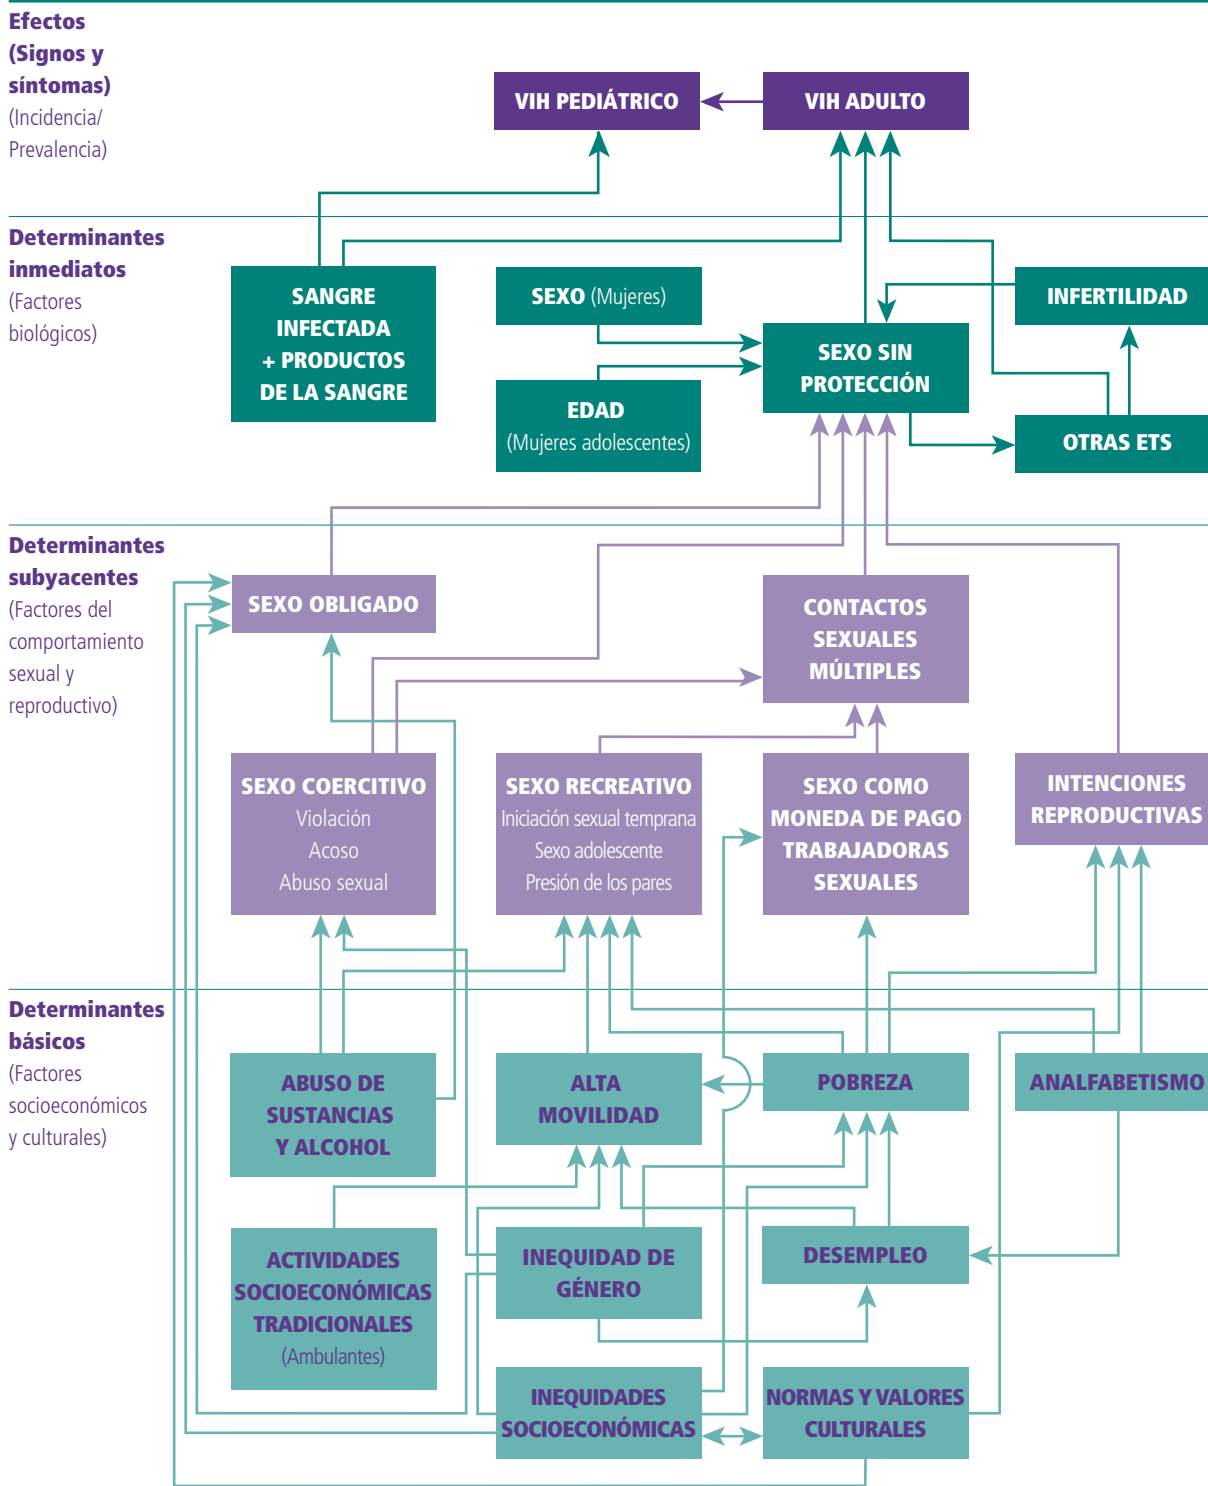 Efectos
(Signos y
síntomas)
(Incidencia/
Prevalencia)
VIH PEDIÁTRICO
VIH ADULTO
Determinantes
inmediatos
(Factores
biológicos)
SANGRE
INFECTADA
+ PRODUCTOS
DE LA SANGRE
SEXO (Mujeres)
EDAD
(Mujeres adolescentes)
SEXO SIN
PROTECCIÓN
INFERTILIDAD
OTRAS ETS
Determinantes
subyacentes
(Factores del
comportamiento
sexual y
reproductivo)
SEXO OBLIGADO
CONTACTOS
SEXUALES
MÚLTIPLES
SEXO COERCITIVO
Violación
Acoso
Abuso sexual
SEXO RECREATIVO
Iniciación sexual temprana
Sexo adolescente
Presión de los pares
SEXO COMO
MONEDA DE PAGO
TRABAJADORAS
SEXUALES
INTENCIONES
REPRODUCTIVAS
Determinantes
básicos
(Factores
socioeconómicos
y culturales)
ABUSO DE
SUSTANCIAS
Y ALCOHOL
ALTA
MOVILIDAD
POBREZA
ANALFABETISMO
ACTIVIDADES
SOCIOECONÓMICAS
TRADICIONALES
(Ambulantes)
INEQUIDAD DE
GÉNERO
DESEMPLEO
INEQUIDADES
SOCIOECONÓMICAS
NORMAS Y VALORES
CULTURALES